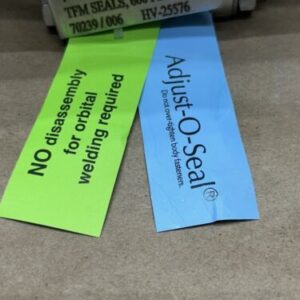 TFM SEALS,
70239 / 006 HV-25576
NO disassembly
for orbital
welding required
Adjust-O-Seal®
(Do not over-tighten body fasteners.